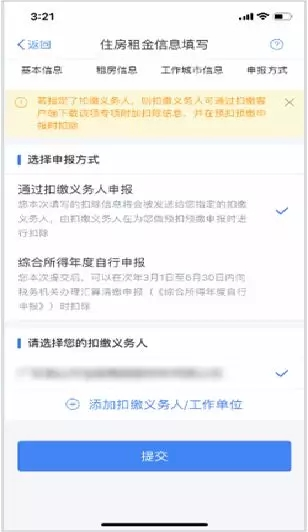 3:21
返回
住房租金信息填写
基本信息 租房信息 工作城市信息 申报方式
若指定了扣缴义务人，则扣缴义务人可通过扣缴客
户端下载该项专项附加扣除信息，并在预扣预缴申
报时扣除
选择申报方式
通过扣缴义务人申报
您本次填写的扣除信息将会被发送给您指定的扣缴
义务人，由扣缴义务人在为您做预扣预缴申报时进
行扣除
综合所得年度自行申报
您本次提交后，可以在次年3月1日至6月30日内向
税务机关办理汇算清缴申报（《综合所得年度自行
申报》）时扣除
请选择您的扣缴义务人
添加扣缴义务人/工作单位
提交